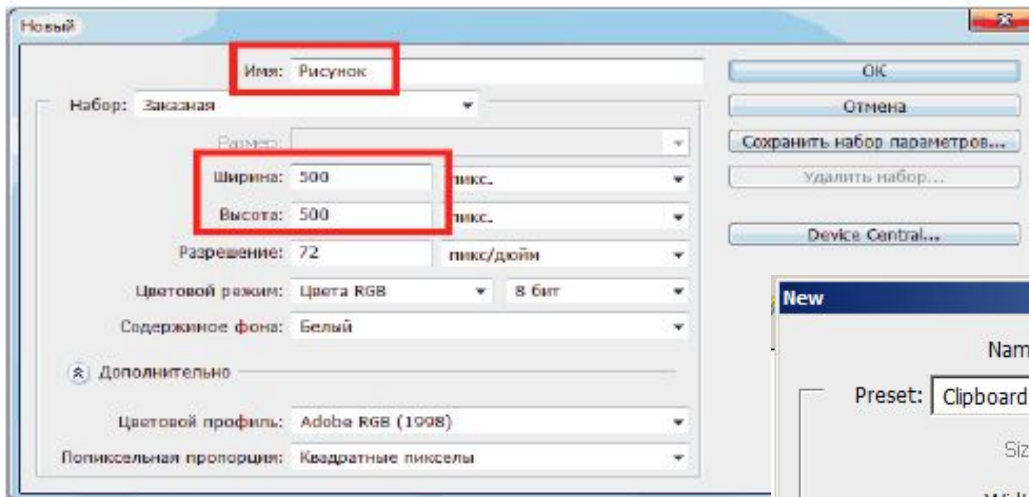 Новый
Имя: Рисунок
Набор: Заказная
Размер:
Ширина: 500 пикс.
Высота: 500 пикс.
Разрешение: 72 пикс/дюйм
Цветовой режим: Цвета RGB 8 бит
Содержимое фона: Белый
Дополнительно
Цветовой профиль: Adobe RGB (1998)
Попиксельная пропорция: Квадратные пикселы
OK
Отмена
Сохранить набор параметров...
Удалить набор...
Device Central...
New
Nam
Preset: Clipboard
Siz